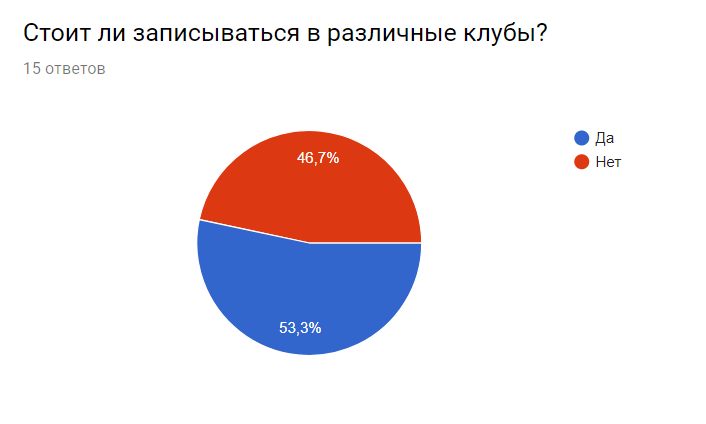 Стоит ли записываться в различные клубы?
15 ответов
Да
Нет
46,7%
53,3%